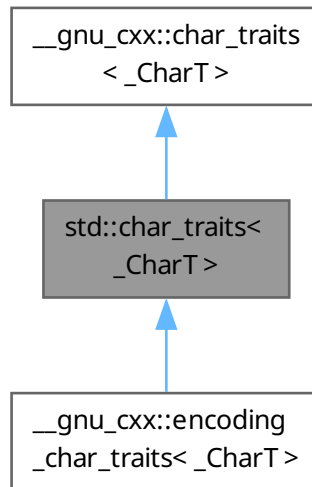 __gnu_cxx::char_traits
< _CharT >
std::char_traits<
_CharT >
__gnu_cxx::encoding
_char_traits< _CharT >